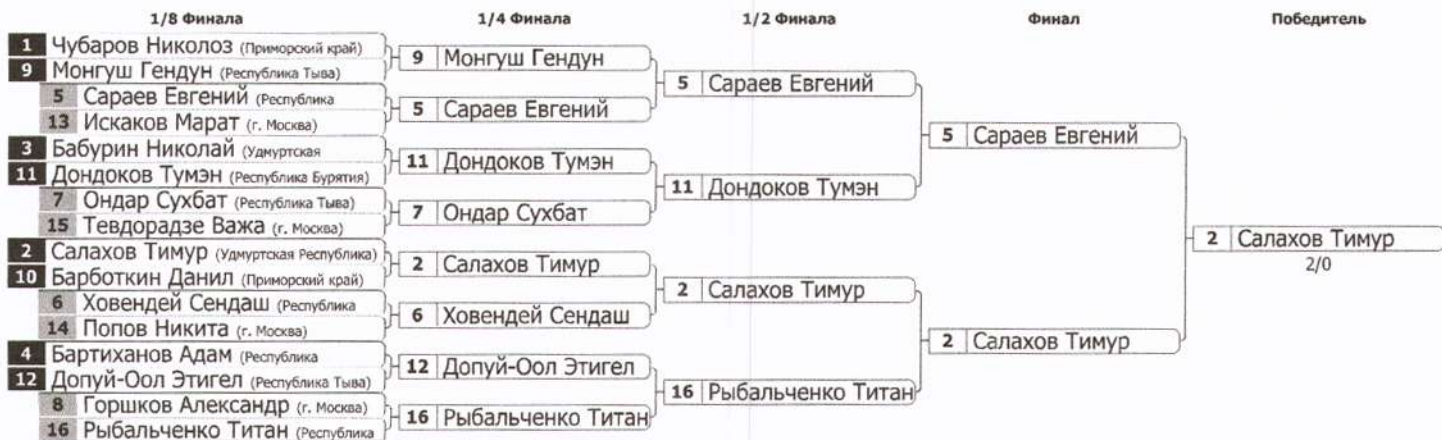 1/8 Финала 1/4 Финала 1/2 Финала Финал Победитель
1 Чубаров Николоз (Приморский край)
9 Монгуш Гендун (Республика Тыва)
5 Сараев Евгений (Республика
13 Искаков Марат (г. Москва)
3 Бабурин Николай (Удмуртская
11 Дондоков Тумэн (Республика Бурятия)
7 Ондар Сухбат (Республика Тыва)
15 Тевдорадзе Важа (г. Москва)
2 Салахов Тимур (Удмуртская Республика)
10 Барботкин Данил (Приморский край)
6 Ховендей Сендаш (Республика
14 Попов Никита (г. Москва)
4 Бартиханов Адам (Республика
12 Допуй-Оол Этигел (Республика Тыва)
8 Горшков Александр (г. Москва)
16 Рыбальченко Титан (Республика
9 Монгуш Гендун
5 Сараев Евгений
11 Дондоков Тумэн
7 Ондар Сухбат
2 Салахов Тимур
6 Ховендей Сендаш
12 Допуй-Оол Этигел
16 Рыбальченко Титан
5 Сараев Евгений
11 Дондоков Тумэн
2 Салахов Тимур
16 Рыбальченко Титан
5 Сараев Евгений
2 Салахов Тимур
2 Салахов Тимур
2/0